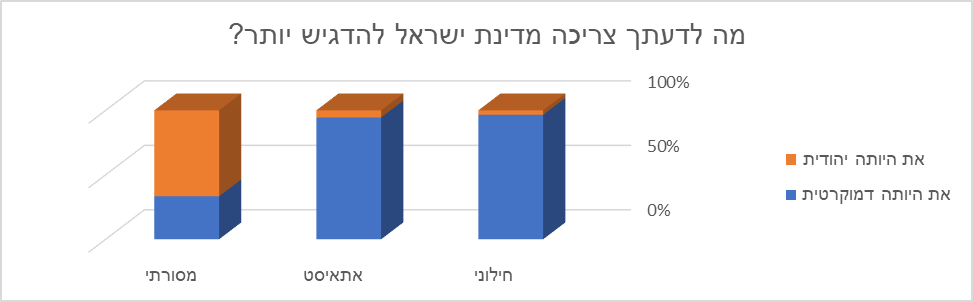 מה לדעתך צריכה מדינת ישראל להדגיש יותר?
100%
50%
0%
את היותה יהודית
את היותה דמוקרטית
חילוני
אתאיסט
מסורתי